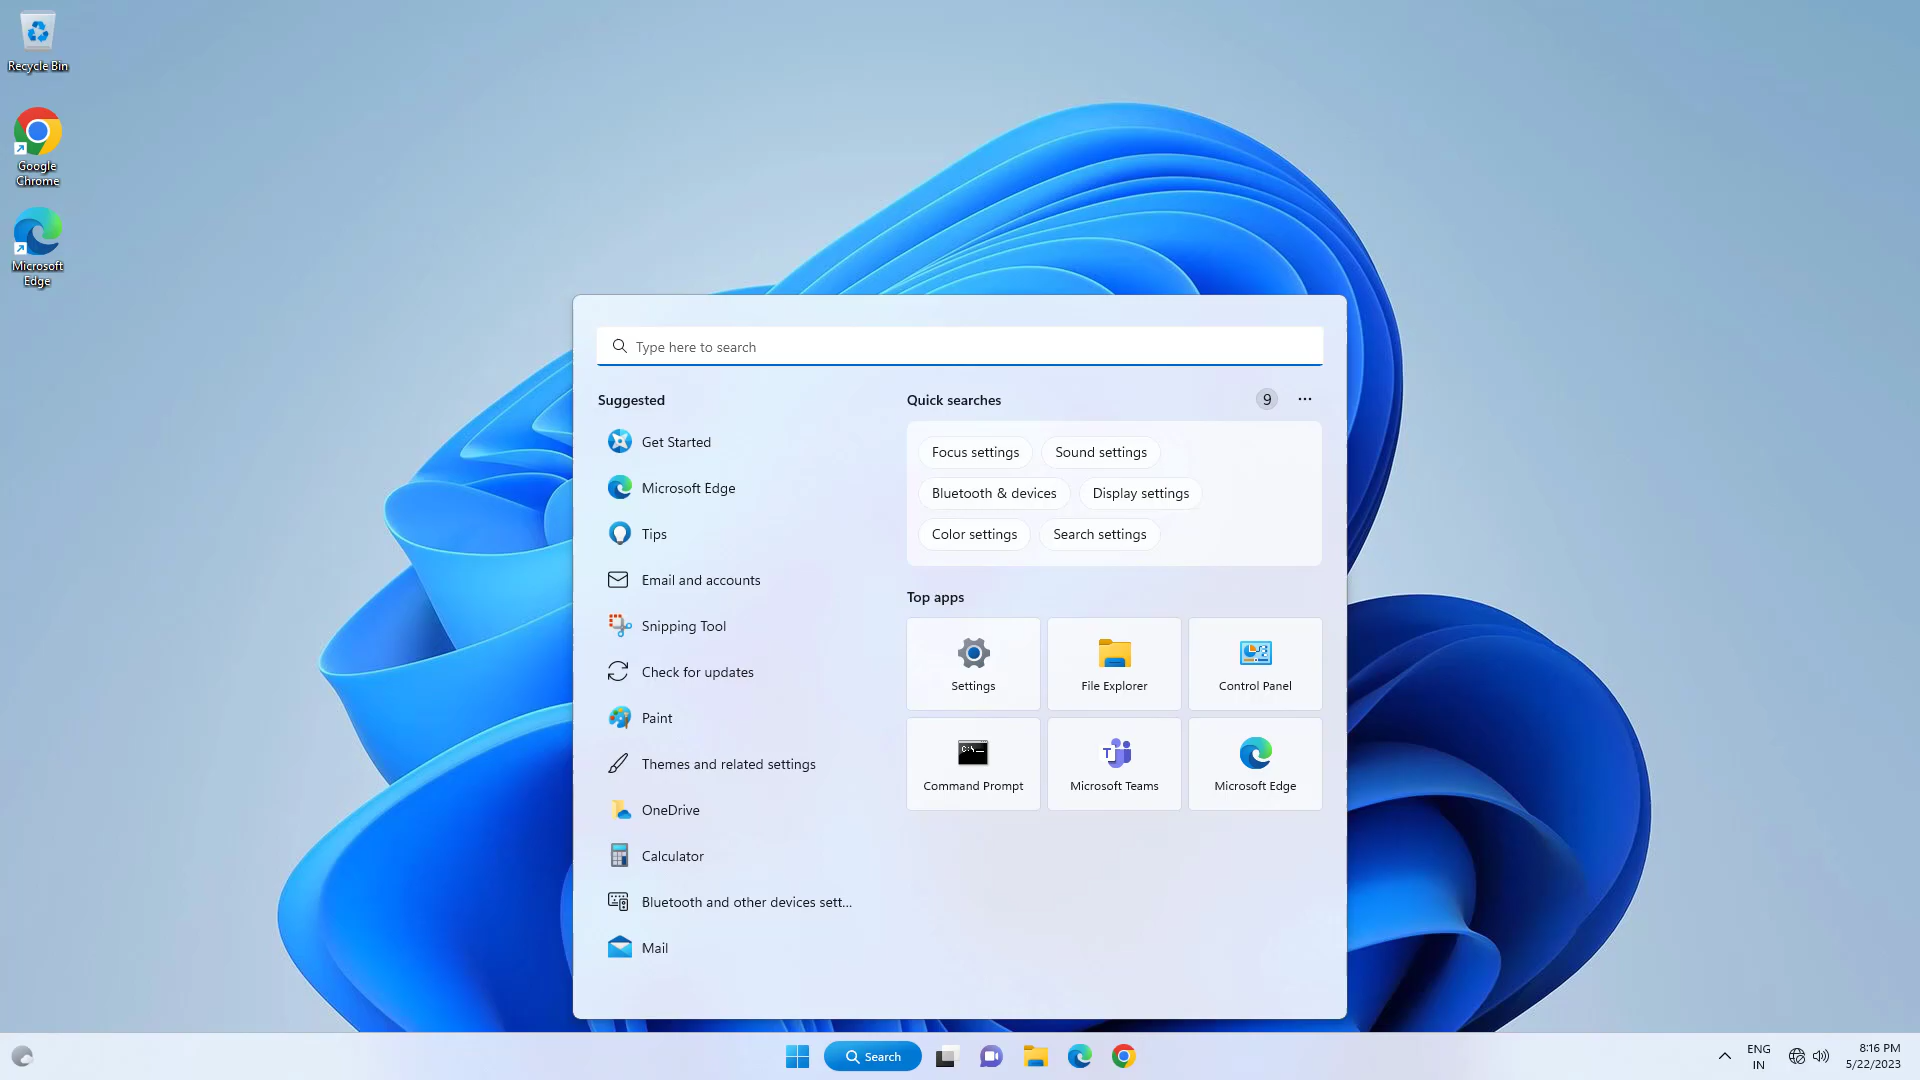 Recycle Bin
Google
Chrome
Microsoft
Edge
Type here to search
Suggested
Get Started
Microsoft Edge
Tips
Email and accounts
Snipping Tool
Check for updates
Paint
Themes and related settings
OneDrive
Calculator
Bluetooth and other devices sett...
Mail
Quick searches
9
Focus settings
Sound settings
Bluetooth & devices
Display settings
Color settings
Search settings
Top apps
Settings
File Explorer
Control Panel
C:\_
Command Prompt
T
Microsoft Teams
Microsoft Edge
Search
ENG
IN
8:16 PM
5/22/2023